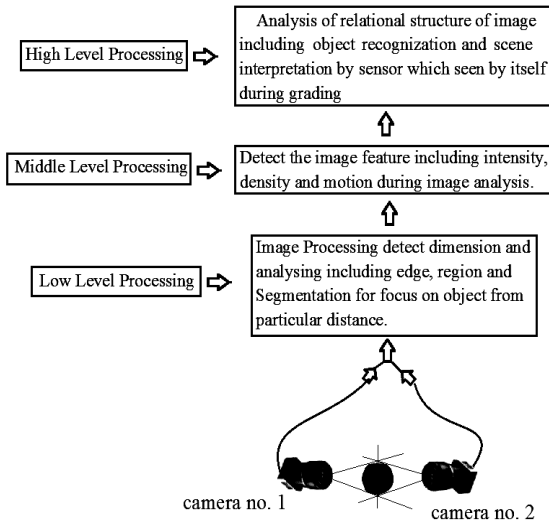 High Level Processing
Analysis of relational structure of image
including object recognization and scene
interpretation by sensor which seen by itself
during grading
Middle Level Processing
Detect the image feature including intensity,
density and motion during image analysis.
Low Level Processing
Image Processing detect dimension and
analysing including edge, region and
Segmentation for focus on object from
particular distance.
camera no. 1
camera no. 2